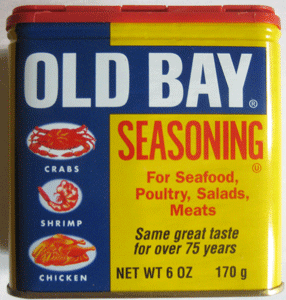 OLD BAY®
SEASONING
U
For Seafood,
Poultry, Salads,
Meats
Same great taste
for over 75 years
NET WT 6 OZ 170 g
CRABS
SHRIMP
CHICKEN